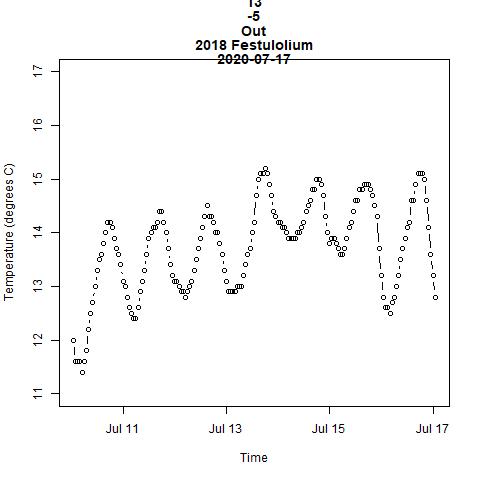 13
-5
Out
2018 Festulolium
2020-07-17
Temperature (degrees C)
17
16
15
14
13
12
11
Jul 11 Jul 13 Jul 15 Jul 17
Time